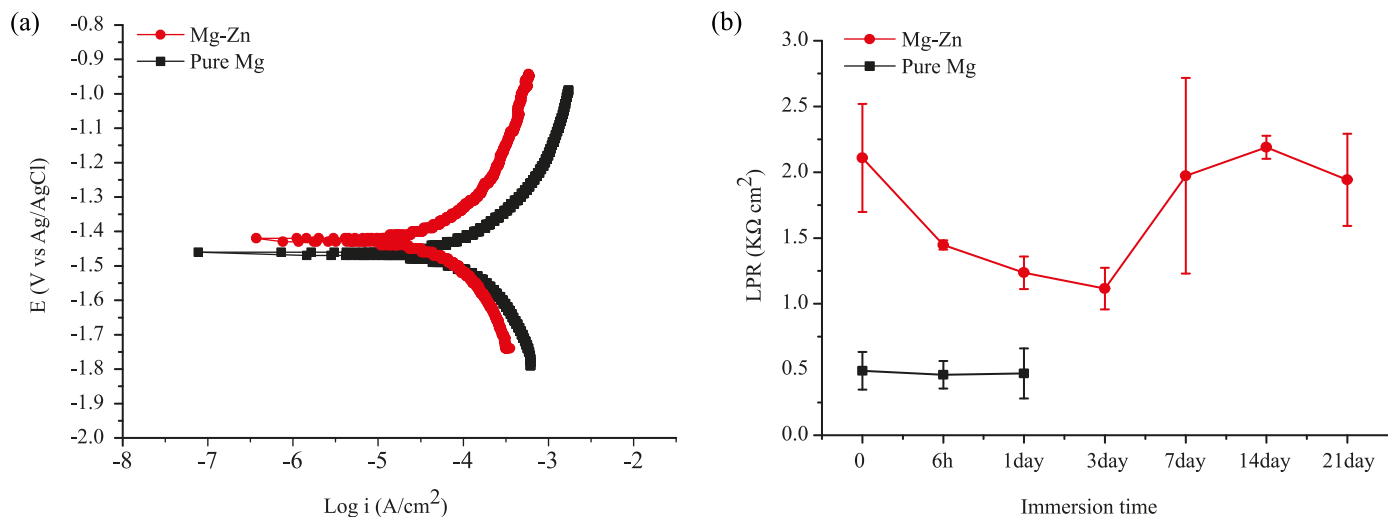 (a)
Mg-Zn
Pure Mg
-0.8
-0.9
-1.0
-1.1
-1.2
-1.3
-1.4
-1.5
-1.6
-1.7
-1.8
-1.9
-2.0
E (V vs Ag/AgCl)
-8 -7 -6 -5 -4 -3 -2
Log i (A/cm²)
(b)
Mg-Zn
Pure Mg
3.0
2.5
2.0
1.5
1.0
0.5
0.0
LPR (KΩ cm²)
0 6h 1day 3day 7day 14day 21day
Immersion time